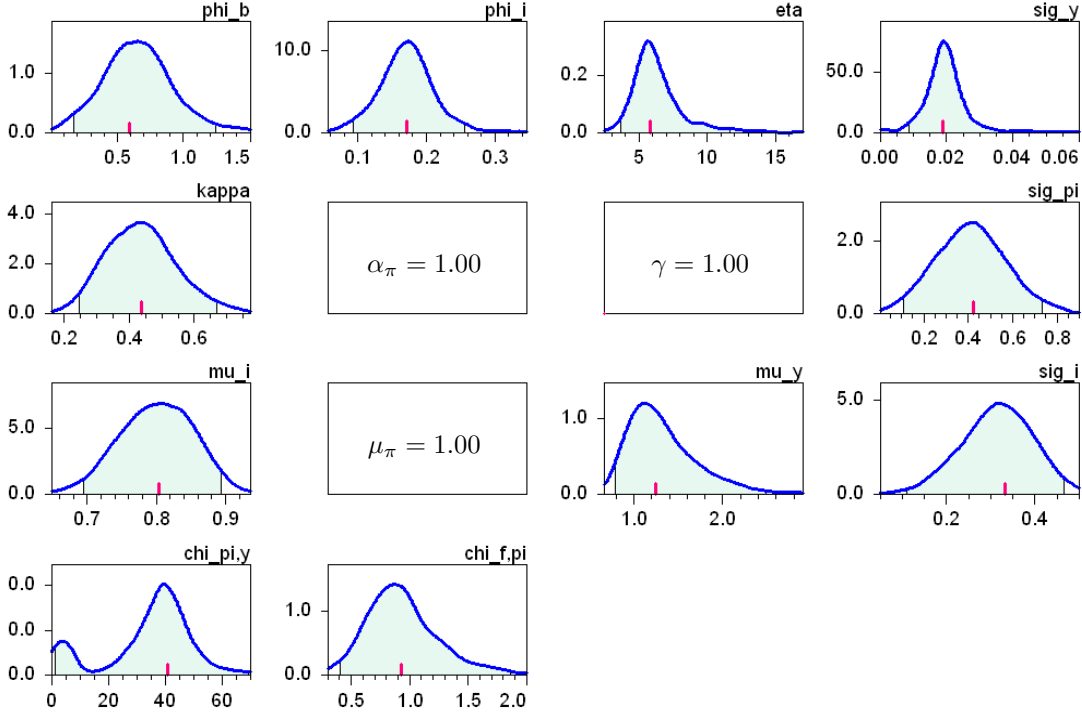 phi_b
phi_i
eta
sig_y
1.0
0.0
0.5 1.0 1.5
10.0
0.0
0.1 0.2 0.3
0.2
0.0
5 10 15
50.0
0.0
0.00 0.02 0.04 0.06
kappa
sig_pi
4.0
2.0
0.0
0.2 0.4 0.6
α_π = 1.00
γ = 1.00
2.0
0.0
0.2 0.4 0.6 0.8
mu_i
mu_y
sig_i
5.0
0.0
0.7 0.8 0.9
μ_π = 1.00
1.0
0.0
1.0 2.0
5.0
0.0
0.2 0.4
chi_pi,y
chi_f,pi
0.0
0.0
0.0
0 20 40 60
1.0
0.0
0.5 1.0 1.5 2.0